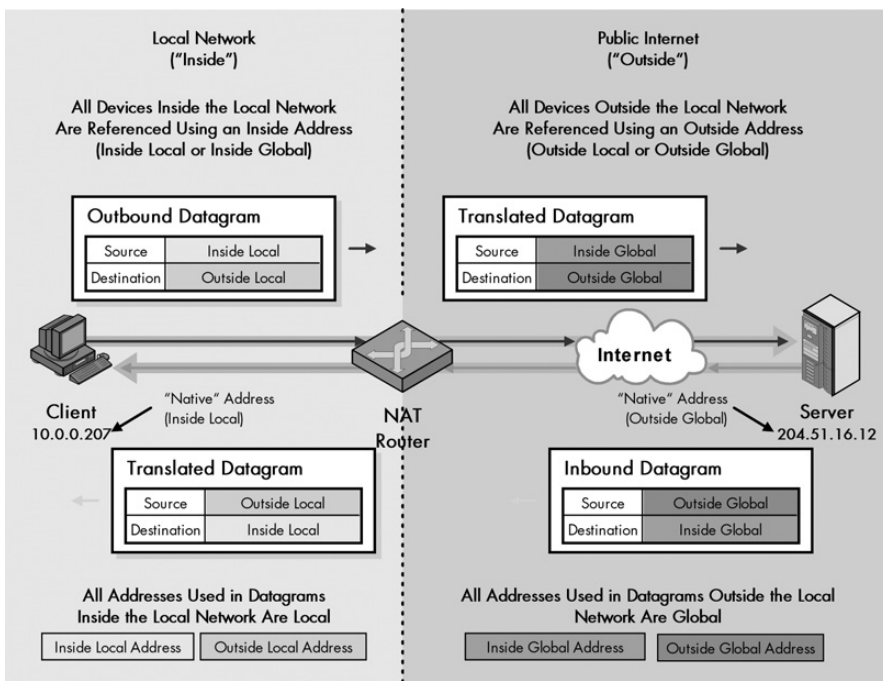 Local Network
("Inside")
All Devices Inside the Local Network
Are Referenced Using an Inside Address
(Inside Local or Inside Global)
Public Internet
("Outside")
All Devices Outside the Local Network
Are Referenced Using an Outside Address
(Outside Local or Outside Global)
Outbound Datagram
Source Inside Local
Destination Outside Local
Translated Datagram
Source Inside Global
Destination Outside Global
Internet
Client
10.0.0.207
"Native" Address
(Inside Local)
NAT
Router
"Native" Address
(Outside Global)
Server
204.51.16.12
Translated Datagram
Source Outside Local
Destination Inside Local
Inbound Datagram
Source Outside Global
Destination Inside Global
All Addresses Used in Datagrams
Inside the Local Network Are Local
Inside Local Address
Outside Local Address
All Addresses Used in Datagrams Outside the Local
Network Are Global
Inside Global Address
Outside Global Address